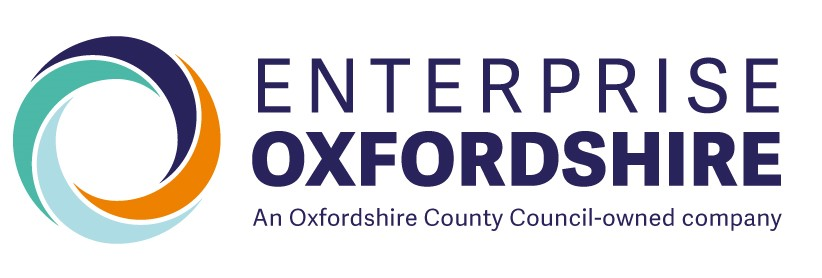 ENTERPRISE
OXFORDSHIRE
An Oxfordshire County Council-owned company